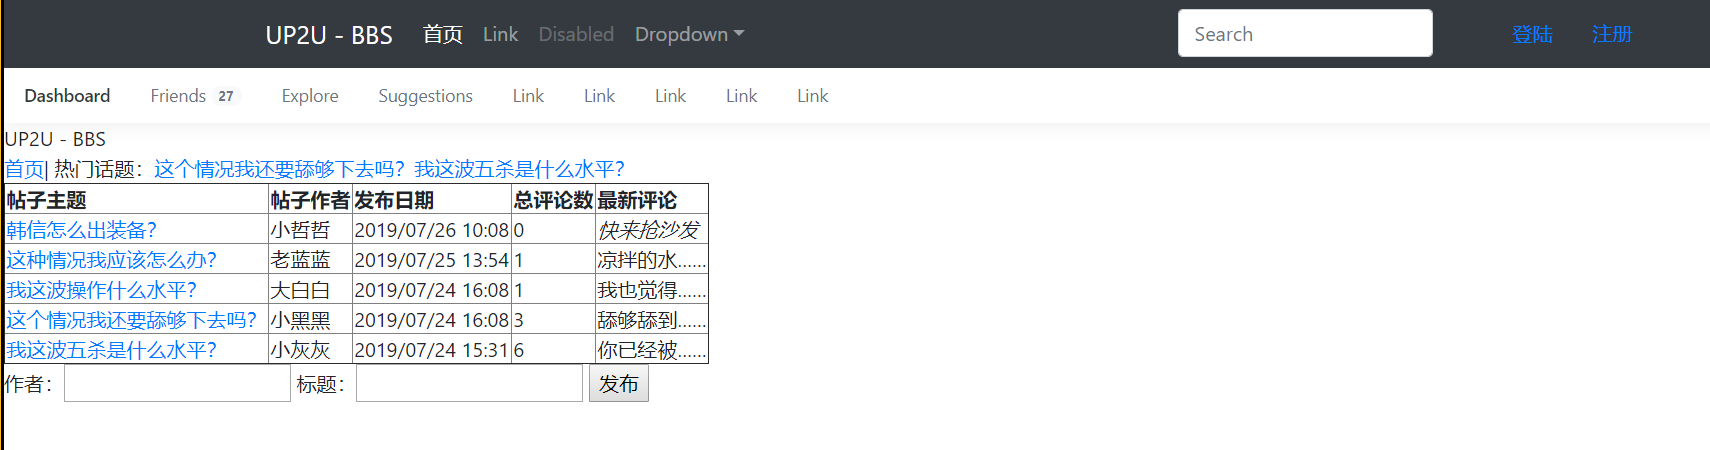 UP2U - BBS 首页 Link Disabled Dropdown Search 登陆 注册
Dashboard Friends 27 Explore Suggestions Link Link Link Link Link
UP2U - BBS
首页| 热门话题：这个情况我还要舔够下去吗？我这波五杀是什么水平？
帖子主题 帖子作者 发布日期 总评论数 最新评论
韩信怎么出装备？ 小哲哲 2019/07/26 10:08 0 快来抢沙发
这种情况我应该怎么办？ 老蓝蓝 2019/07/25 13:54 1 凉拌的水......
我这波操作什么水平？ 大白白 2019/07/24 16:08 1 我也觉得......
这个情况我还要舔够下去吗？ 小黑黑 2019/07/24 16:08 3 舔够舔到......
我这波五杀是什么水平？ 小灰灰 2019/07/24 15:31 6 你已经被......
作者： 标题： 发布